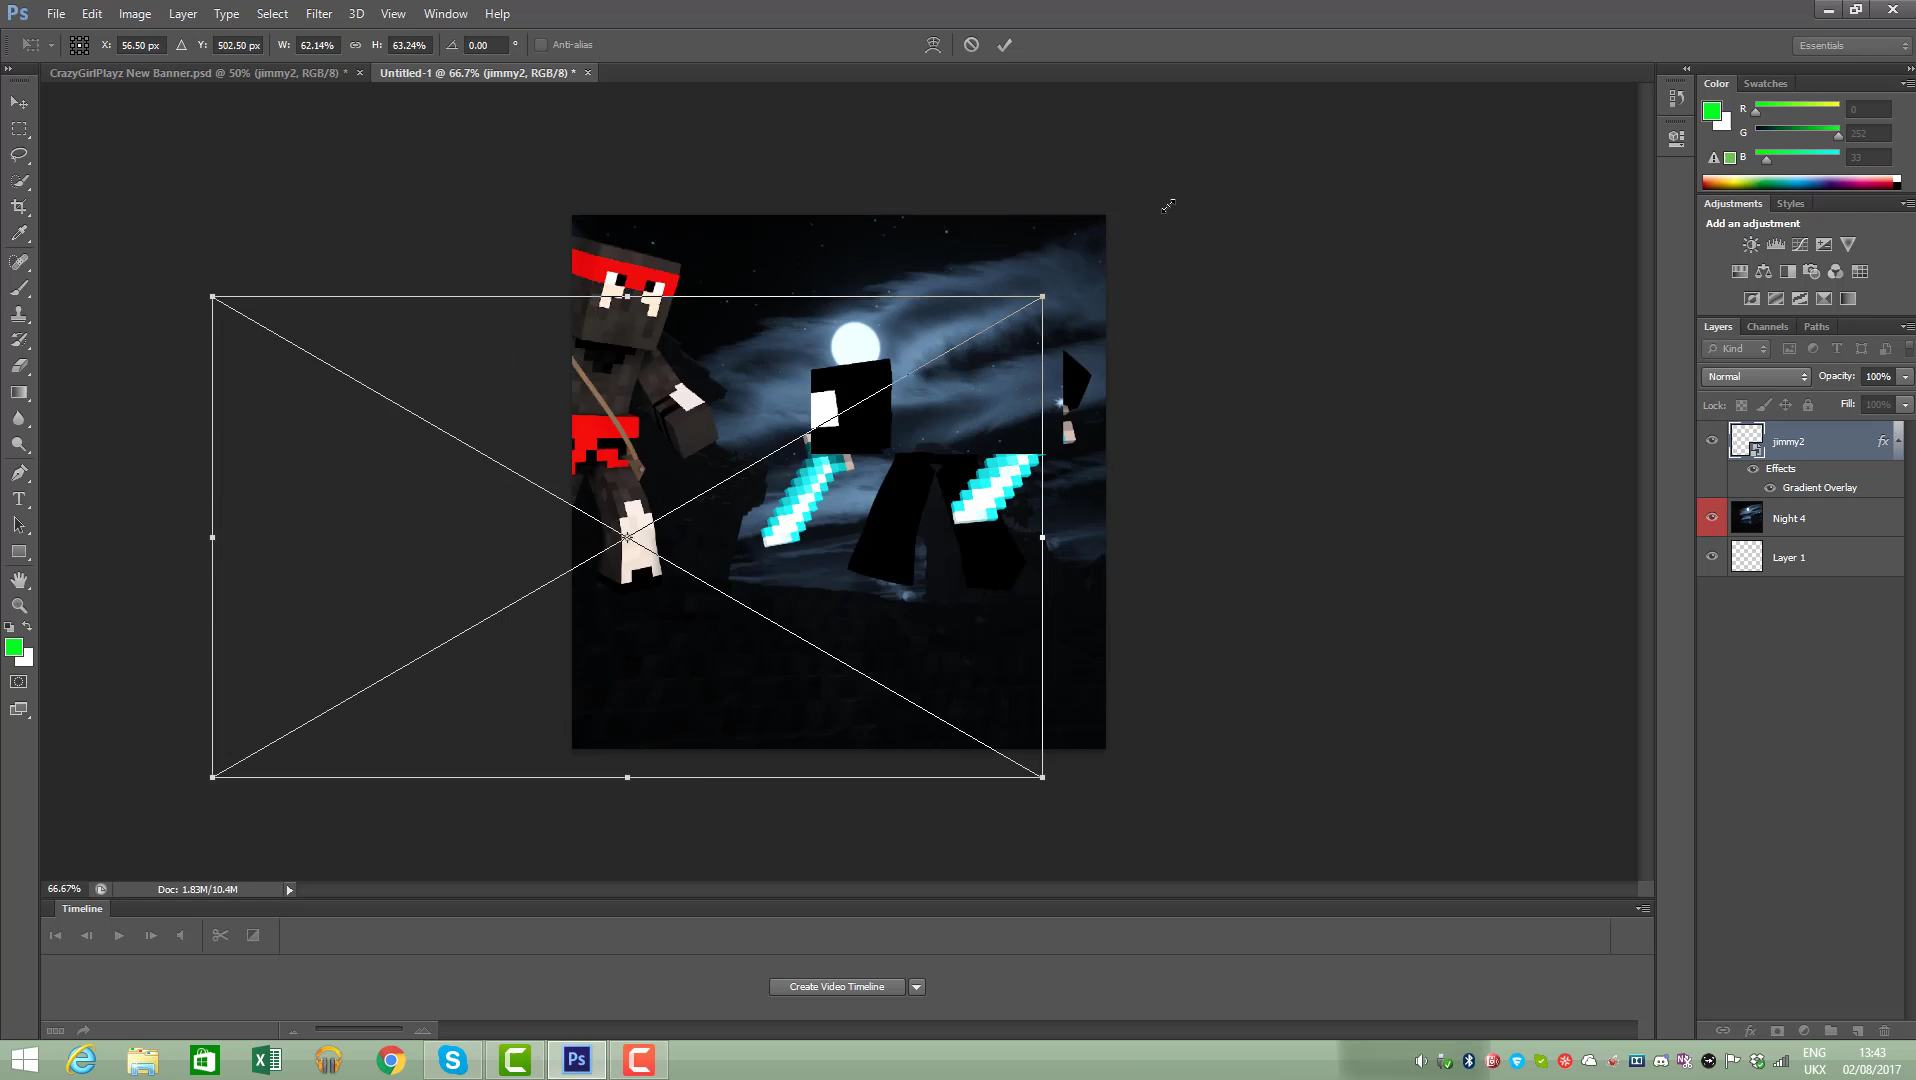 Ps File Edit Image Layer Type Select Filter 3D View Window Help
X: 56.50 px Y: 502.50 px W: 62.14% H: 63.24% 0.00 ° Anti-alias Essentials
CrazyGirlPlayz New Banner.psd @ 50% (jimmy2, RGB/8) * × Untitled-1 @ 66.7% (jimmy2, RGB/8) * ×
Color Swatches
R 0
G 252
B 33
Adjustments Styles
Add an adjustment
Layers Channels Paths
Kind
Normal Opacity: 100%
Lock: Fill: 100%
jimmy2 fx
Effects
Gradient Overlay
Night 4
Layer 1
66.67% Doc: 1.83M/10.4M
Timeline
Create Video Timeline
ENG 13:43
UKX 02/08/2017